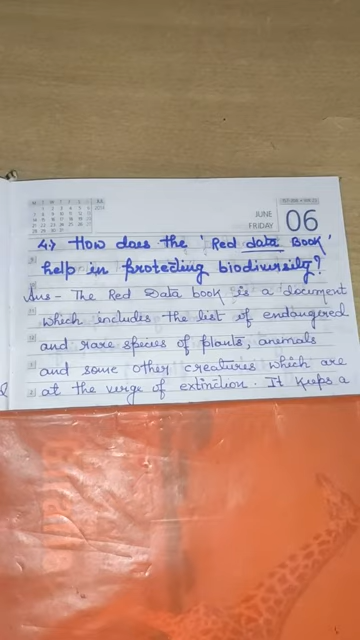 JUNE
FRIDAY
06
4.) How does the 'Red data Book'
help in protecting biodiversity?
Ans - The Red Data book is a document
which includes the list of endangered
and rare species of plants, animals
and some other creatures which are
at the verge of extinction. It keeps a